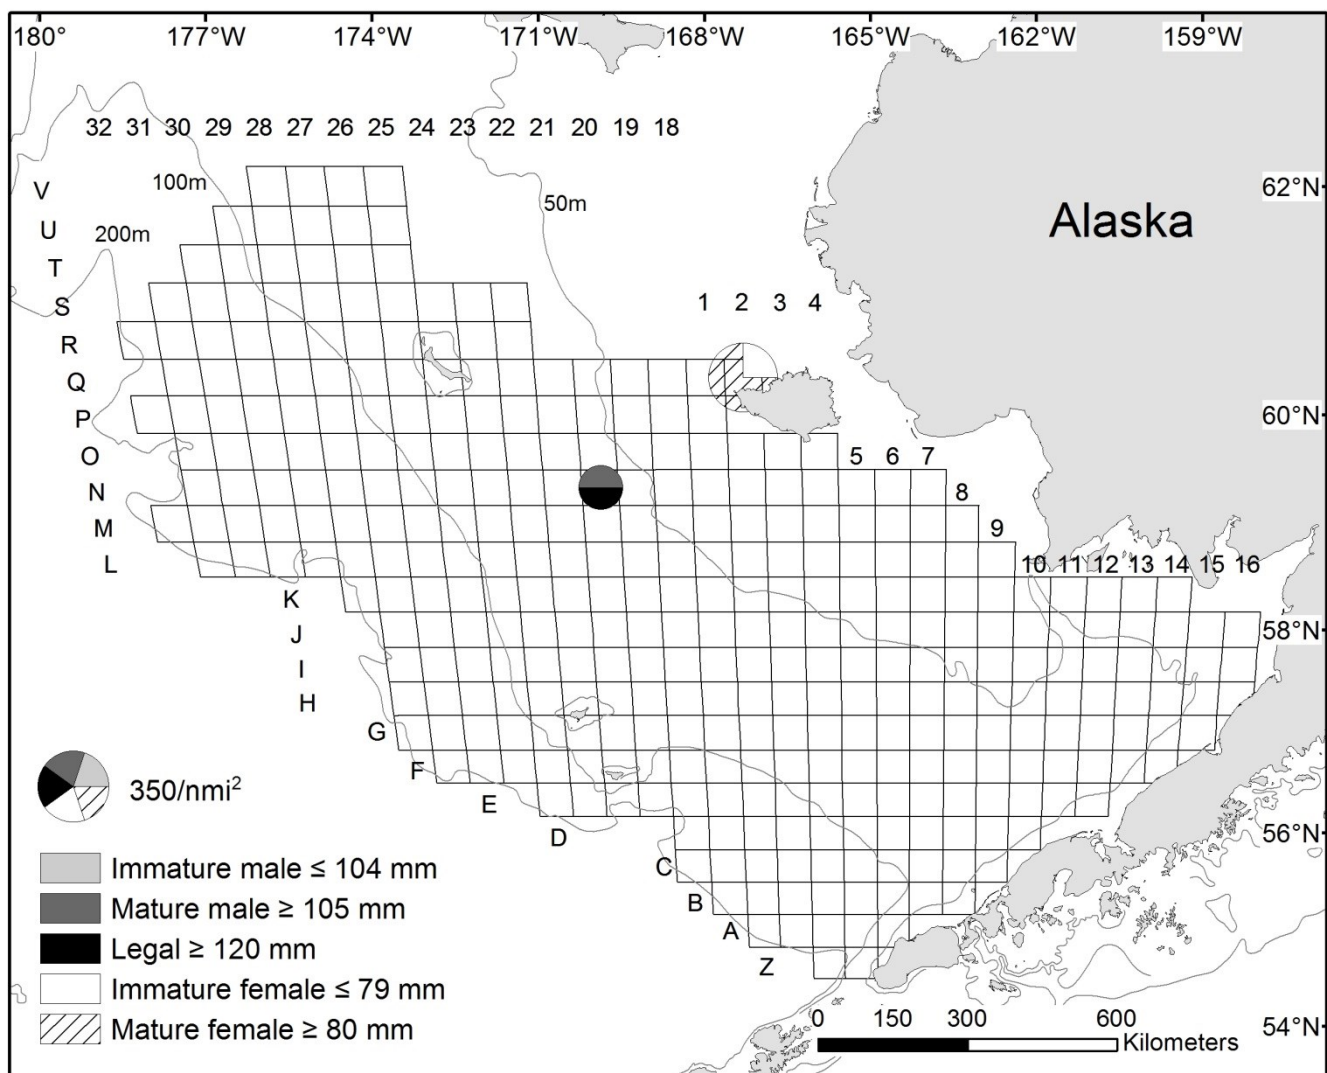 180° 177°W 174°W 171°W 168°W 165°W 162°W 159°W
32 31 30 29 28 27 26 25 24 23 22 21 20 19 18
62°N
V
100m
50m
U
200m
Alaska
T
S
1 2 3 4
R
Q
P
60°N
O
5 6 7
N
8
M
9
L
10 11 12 13 14 15 16
K
J
58°N
I
H
G
F
350/nmi²
E
D
56°N
C
Immature male ≤ 104 mm
B
Mature male ≥ 105 mm
A
Legal ≥ 120 mm
Z
Immature female ≤ 79 mm
0 150 300 600
54°N
Mature female ≥ 80 mm
Kilometers